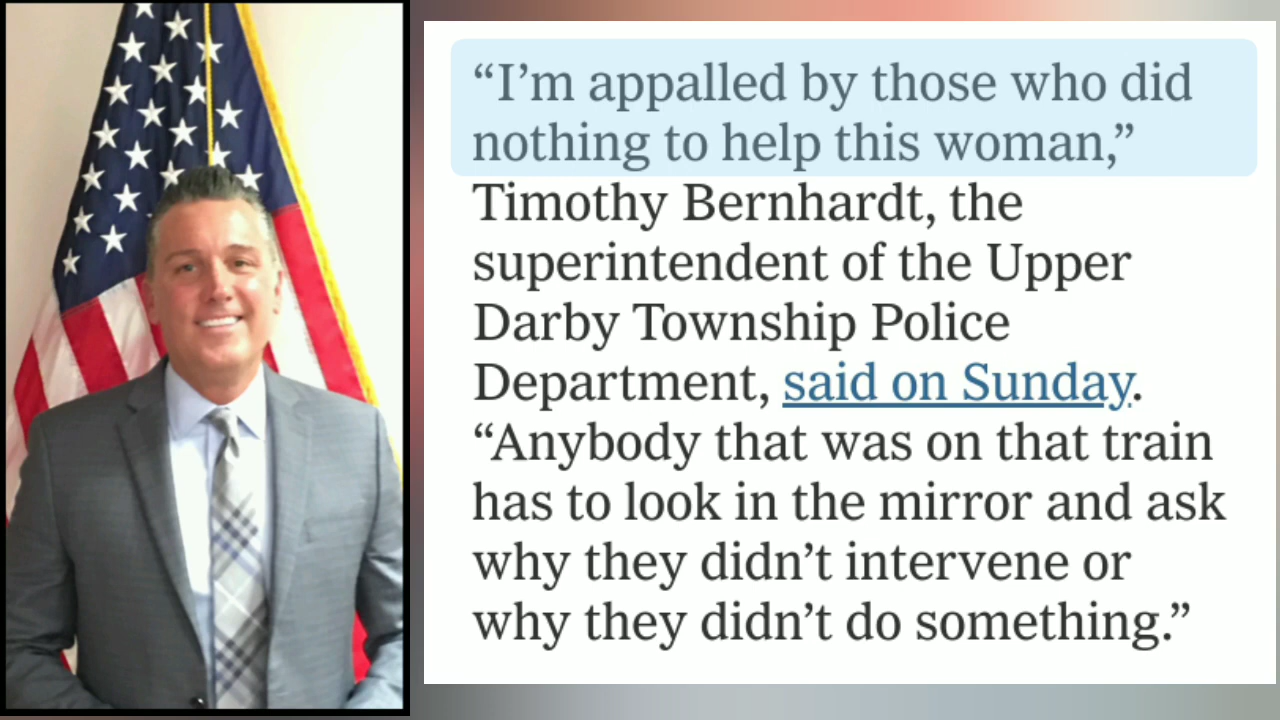 “I’m appalled by those who did
nothing to help this woman,”
Timothy Bernhardt, the
superintendent of the Upper
Darby Township Police
Department, said on Sunday.
“Anybody that was on that train
has to look in the mirror and ask
why they didn’t intervene or
why they didn’t do something.”